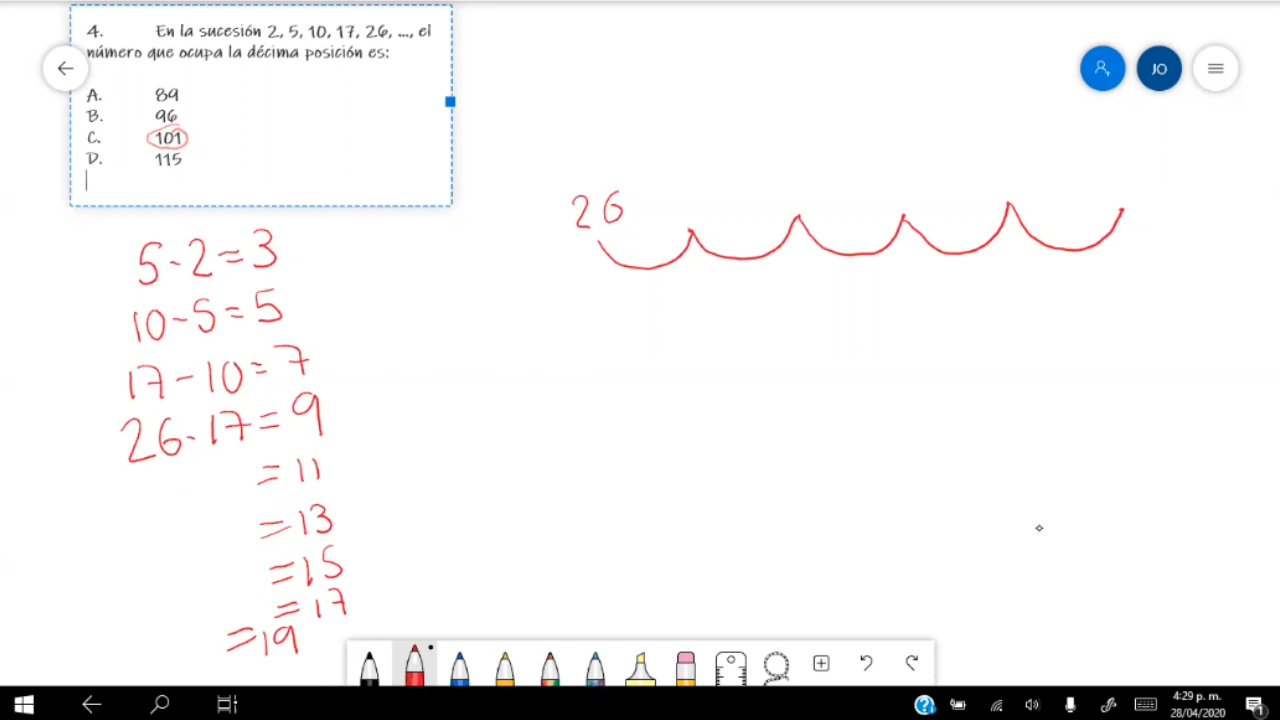 4. En la sucesión 2, 5, 10, 17, 26, ..., el
número que ocupa la décima posición es:
A. 89
B. 96
C. 101
D. 115
JO
26
5-2=3
10-5=5
17-10=7
26-17=9
=11
=13
=15
=17
=19
4:29 p. m.
28/04/2020